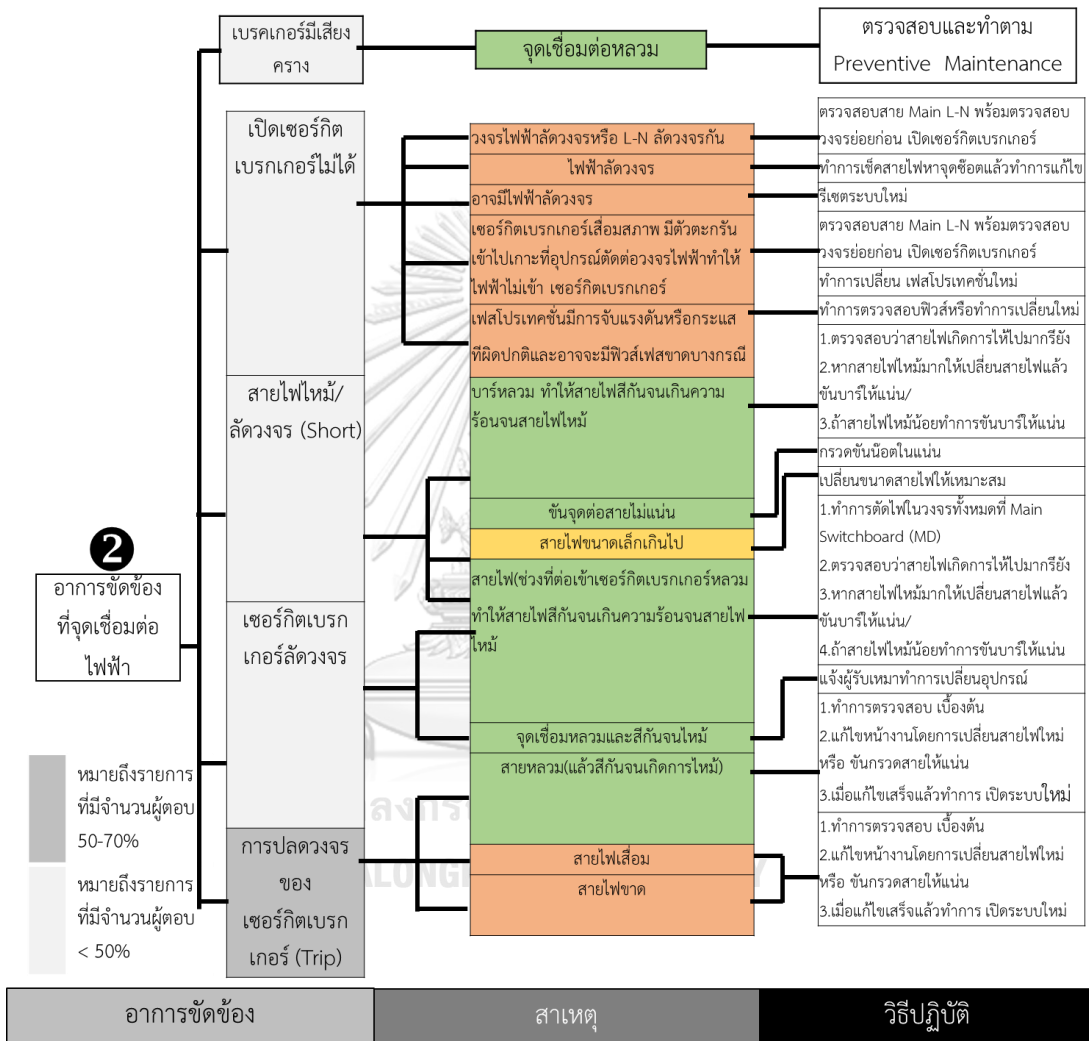 เบรคเกอร์มีเสียง
คราง
จุดเชื่อมต่อหลวม
ตรวจสอบและทำตาม
Preventive Maintenance
เปิดเซอร์กิต
เบรกเกอร์ไม่ได้
วงจรไฟฟ้าลัดวงจรหรือ L-N ลัดวงจรกัน
ไฟฟ้าลัดวงจร
อาจมีไฟฟ้าลัดวงจร
เซอร์กิตเบรกเกอร์เสื่อมสภาพ มีตัวตะกรัน
เข้าไปเกาะที่อุปกรณ์ตัดต่อวงจรไฟฟ้าทำให้
ไฟฟ้าไม่เข้า เซอร์กิตเบรกเกอร์
เฟสโปรเทคชั่นมีการจับแรงดันหรือกระแส
ที่ผิดปกติและอาจจะมีฟิวส์เฟสขาดบางกรณี
ตรวจสอบสาย Main L-N พร้อมตรวจสอบ
วงจรย่อยก่อน เปิดเซอร์กิตเบรกเกอร์
ทำการเช็คสายไฟหาจุดช๊อตแล้วทำการแก้ไข
รีเซตระบบใหม่
ตรวจสอบสาย Main L-N พร้อมตรวจสอบ
วงจรย่อยก่อน เปิดเซอร์กิตเบรกเกอร์
ทำการเปลี่ยน เฟสโปรเทคชั่นใหม่
ทำการตรวจสอบฟิวส์หรือทำการเปลี่ยนใหม่
สายไฟไหม้/
ลัดวงจร (Short)
บาร์หลวม ทำให้สายไฟสีกันจนเกินความ
ร้อนจนสายไฟไหม้
ขันจุดต่อสายไม่แน่น
สายไฟขนาดเล็กเกินไป
สายไฟ(ช่วงที่ต่อเข้าเซอร์กิตเบรกเกอร์หลวม
ทำให้สายไฟสีกันจนเกินความร้อนจนสายไฟ
ไหม้
1.ตรวจสอบว่าสายไฟเกิดการไห้ไปมากรึยัง
2.หากสายไฟไหม้มากให้เปลี่ยนสายไฟแล้ว
ขันบาร์ให้แน่น/
3.ถ้าสายไฟไหม้น้อยทำการขันบาร์ให้แน่น
กรวดขันน๊อตในแน่น
เปลี่ยนขนาดสายไฟให้เหมาะสม
1.ทำการตัดไฟในวงจรทั้งหมดที่ Main
Switchboard (MD)
2.ตรวจสอบว่าสายไฟเกิดการไห้ไปมากรึยัง
3.หากสายไฟไหม้มากให้เปลี่ยนสายไฟแล้ว
ขันบาร์ให้แน่น/
4.ถ้าสายไฟไหม้น้อยทำการขันบาร์ให้แน่น
2
อาการขัดข้อง
ที่จุดเชื่อมต่อ
ไฟฟ้า
เซอร์กิตเบรก
เกอร์ลัดวงจร
จุดเชื่อมหลวมและสีกันจนไหม้
สายหลวม(แล้วสีกันจนเกิดการไหม้)
แจ้งผู้รับเหมาทำการเปลี่ยนอุปกรณ์
1.ทำการตรวจสอบ เบื้องต้น
2.แก้ไขหน้างานโดยการเปลี่ยนสายไฟใหม่
หรือ ขันกรวดสายให้แน่น
3.เมื่อแก้ไขเสร็จแล้วทำการ เปิดระบบใหม่
การปลดวงจร
ของ
เซอร์กิตเบรก
เกอร์ (Trip)
สายไฟเสื่อม
สายไฟขาด
1.ทำการตรวจสอบ เบื้องต้น
2.แก้ไขหน้างานโดยการเปลี่ยนสายไฟใหม่
หรือ ขันกรวดสายให้แน่น
3.เมื่อแก้ไขเสร็จแล้วทำการ เปิดระบบใหม่
หมายถึงรายการ
ที่มีจำนวนผู้ตอบ
50-70%
หมายถึงรายการ
ที่มีจำนวนผู้ตอบ
< 50%
อาการขัดข้อง
สาเหตุ
วิธีปฏิบัติ